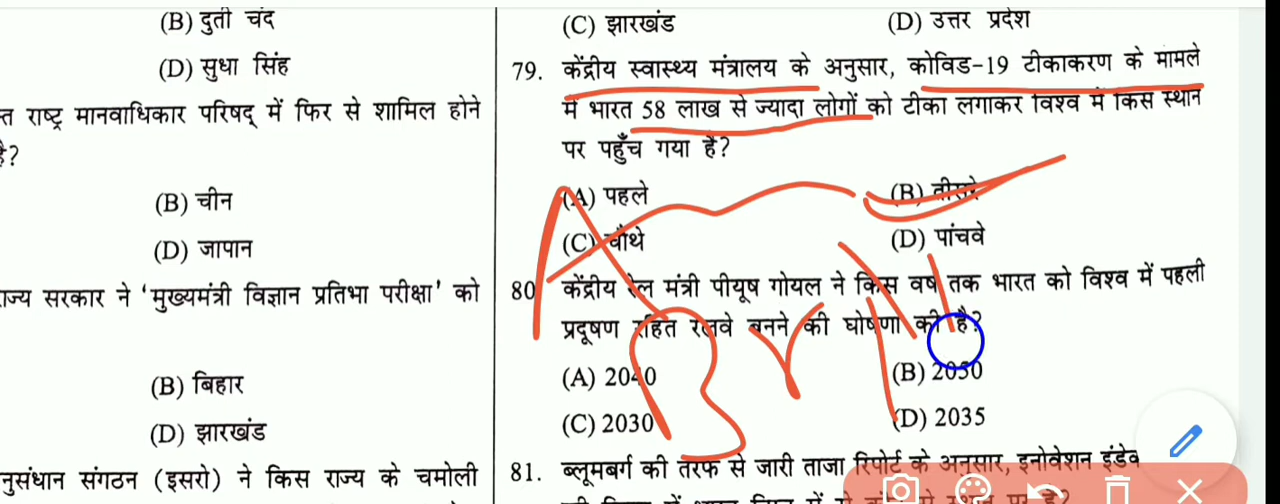 (B) दुती चंद
(D) सुधा सिंह
त राष्ट्र मानवाधिकार परिषद् में फिर से शामिल होने
है?
(B) चीन
(D) जापान
राज्य सरकार ने ‘मुख्यमंत्री विज्ञान प्रतिभा परीक्षा’ को
(B) बिहार
(D) झारखंड
नुसंधान संगठन (इसरो) ने किस राज्य के चमोली
(C) झारखंड (D) उत्तर प्रदेश
79. केंद्रीय स्वास्थ्य मंत्रालय के अनुसार, कोविड-19 टीकाकरण के मामले
में भारत 58 लाख से ज्यादा लोगों को टीका लगाकर विश्व में किस स्थान
पर पहुँच गया है?
(A) पहले (B) तीसरे
(C) चौथे (D) पांचवे
80 केंद्रीय रेल मंत्री पीयूष गोयल ने किस वर्ष तक भारत को विश्व में पहली
प्रदूषण रहित रेलवे बनने की घोषणा की है?
(A) 2040 (B) 2050
(C) 2030 (D) 2035
81. ब्लूमबर्ग की तरफ से जारी ताजा रिपोर्ट के अनुसार, इनोवेशन इंडेव